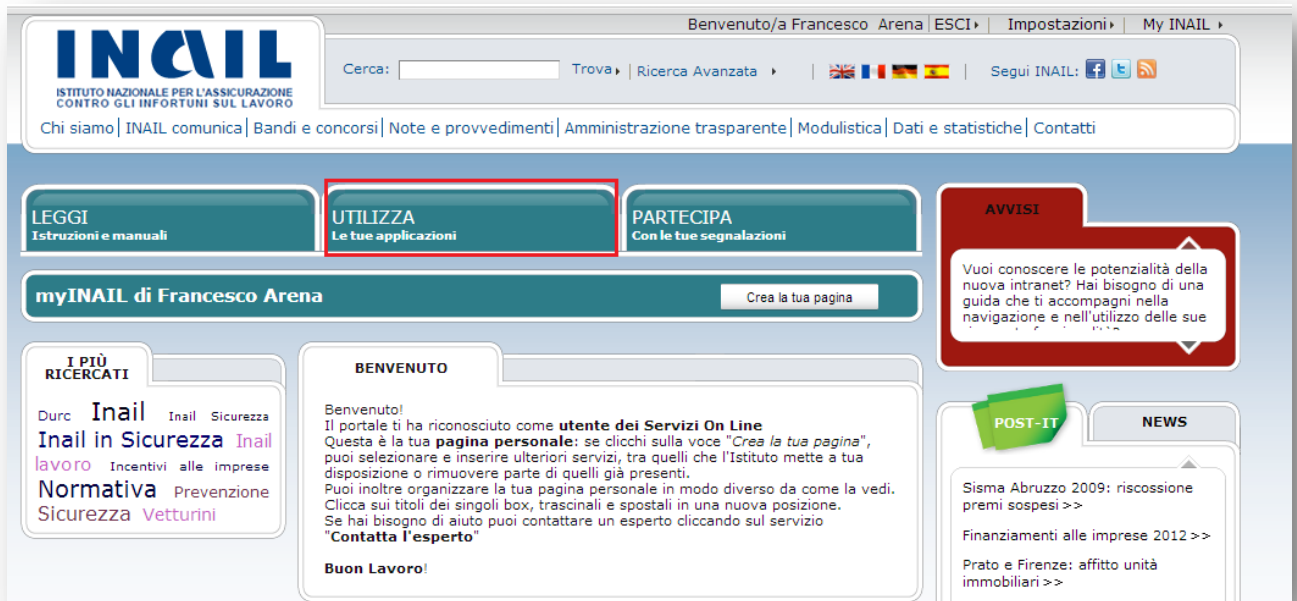 Benvenuto/a Francesco Arena ESCI | Impostazioni | My INAIL
INAIL
ISTITUTO NAZIONALE PER L'ASSICURAZIONE
CONTRO GLI INFORTUNI SUL LAVORO
Cerca: Trova | Ricerca Avanzata | | Segui INAIL:
Chi siamo | INAIL comunica | Bandi e concorsi | Note e provvedimenti | Amministrazione trasparente | Modulistica | Dati e statistiche | Contatti
LEGGI
Istruzioni e manuali
UTILIZZA
Le tue applicazioni
PARTECIPA
Con le tue segnalazioni
myINAIL di Francesco Arena
Crea la tua pagina
I PIÙ
RICERCATI
Durc Inail Inail Sicurezza
Inail in Sicurezza Inail
lavoro Incentivi alle imprese
Normativa Prevenzione
Sicurezza Vetturini
BENVENUTO
Benvenuto!
Il portale ti ha riconosciuto come utente dei Servizi On Line
Questa è la tua pagina personale: se clicchi sulla voce "Crea la tua pagina",
puoi selezionare e inserire ulteriori servizi, tra quelli che l'Istituto mette a tua
disposizione o rimuovere parte di quelli già presenti.
Puoi inoltre organizzare la tua pagina personale in modo diverso da come la vedi.
Clicca sui titoli dei singoli box, trascinali e spostali in una nuova posizione.
Se hai bisogno di aiuto puoi contattare un esperto cliccando sul servizio
"Contatta l'esperto"
Buon Lavoro!
AVVISI
Vuoi conoscere le potenzialità della
nuova intranet? Hai bisogno di una
guida che ti accompagni nella
navigazione e nell'utilizzo delle sue
POST-IT
NEWS
Sisma Abruzzo 2009: riscossione
premi sospesi >>
Finanziamenti alle imprese 2012 >>
Prato e Firenze: affitto unità
immobiliari >>